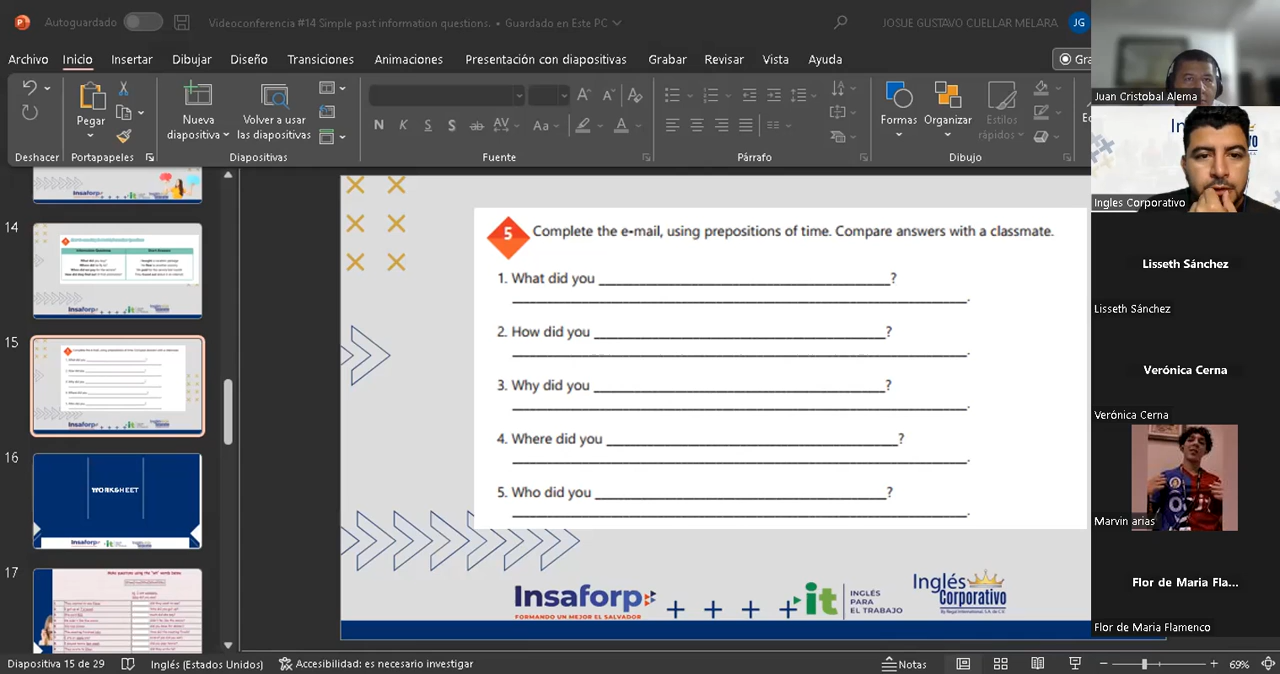 Autoguardado
Videoconferencia #14 Simple past information questions. • Guardado en Este PC
JOSUE GUSTAVO CUELLAR MELARA
JG
Archivo Inicio Insertar Dibujar Diseño Transiciones Animaciones Presentación con diapositivas Grabar Revisar Vista Ayuda
Pegar
Nueva diapositiva
Volver a usar las diapositivas
N K S S ab AV Aa A
Formas
Organizar
Estilos rápidos
Deshacer Portapapeles Diapositivas Fuente Párrafo Dibujo
14
15
16
WORKSHEET
17
5 Complete the e-mail, using prepositions of time. Compare answers with a classmate.
1. What did you ?
2. How did you ?
3. Why did you ?
4. Where did you ?
5. Who did you ?
Insaforp
FORMANDO UN MEJOR EL SALVADOR
it
INGLÉS PARA EL TRABAJO
Inglés Corporativo
Juan Cristobal Alema
Ingles Corporativo
Lisseth Sánchez
Lisseth Sánchez
Verónica Cerna
Verónica Cerna
Marvin arias
Flor de Maria Fla...
Flor de Maria Flamenco
Diapositiva 15 de 29 Inglés (Estados Unidos) Accesibilidad: es necesario investigar Notas 69%